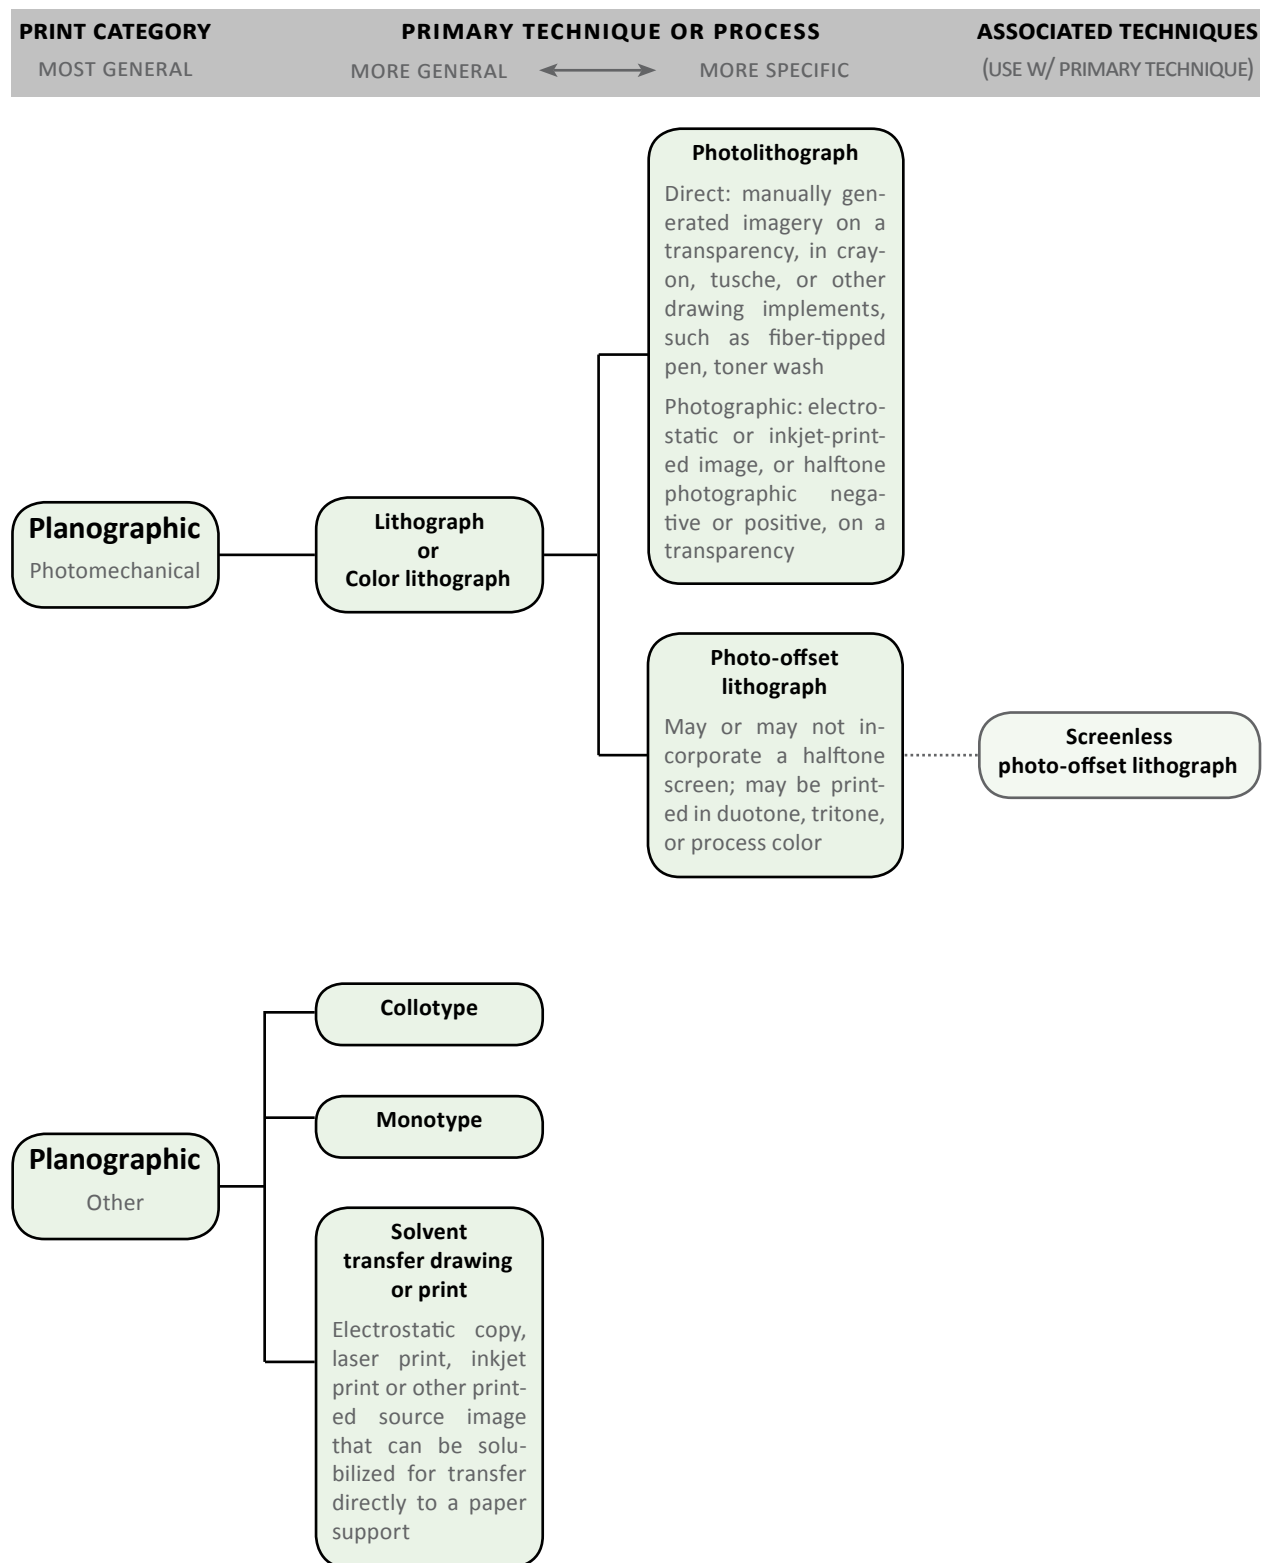 PRINT CATEGORY
MOST GENERAL
PRIMARY TECHNIQUE OR PROCESS
MORE GENERAL
MORE SPECIFIC
ASSOCIATED TECHNIQUES
(USE W/ PRIMARY TECHNIQUE)
Planographic
Photomechanical
Lithograph
or
Color lithograph
Photolithograph
Direct: manually gen-
erated imagery on a
transparency, in cray-
on, tusche, or other
drawing implements,
such as fiber-tipped
pen, toner wash
Photographic: electro-
static or inkjet-print-
ed image, or halftone
photographic nega-
tive or positive, on a
transparency
Photo-offset
lithograph
May or may not in-
corporate a halftone
screen; may be print-
ed in duotone, tritone,
or process color
Screenless
photo-offset lithograph
Planographic
Other
Collotype
Monotype
Solvent
transfer drawing
or print
Electrostatic copy,
laser print, inkjet
print or other print-
ed source image
that can be solu-
bilized for transfer
directly to a paper
support